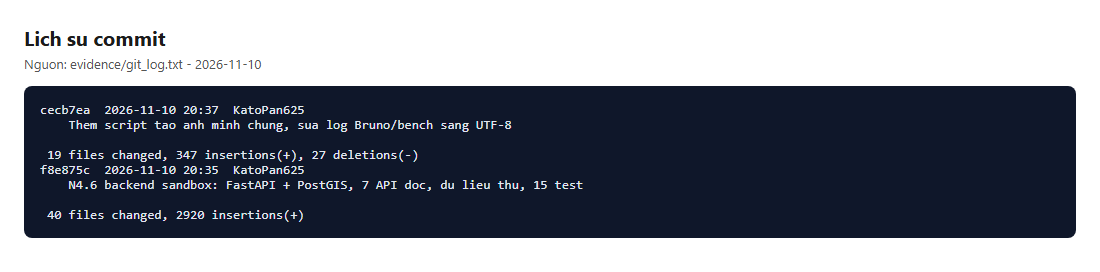 Lich su commit
Nguon: evidence/git_log.txt - 2026-11-10
cecb7ea 2026-11-10 20:37 KatoPan625
Them script tao anh minh chung, sua log Bruno/bench sang UTF-8
19 files changed, 347 insertions(+), 27 deletions(-)
f8e875c 2026-11-10 20:35 KatoPan625
N4.6 backend sandbox: FastAPI + PostGIS, 7 API doc, du lieu thu, 15 test
40 files changed, 2920 insertions(+)